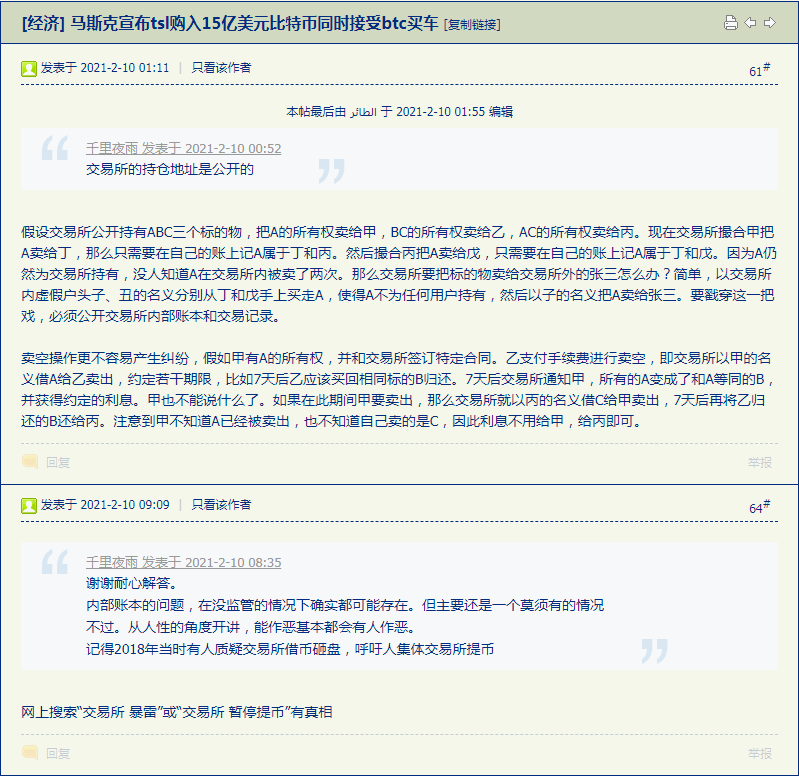 [经济] 马斯克宣布tsl购入15亿美元比特币同时接受btc买车 [复制链接]
发表于 2021-2-10 01:11 | 只看该作者 61#
本帖最后由 الطائر 于 2021-2-10 01:55 编辑
千里夜雨 发表于 2021-2-10 00:52
交易所的持仓地址是公开的
假设交易所公开持有ABC三个标的物，把A的所有权卖给甲，BC的所有权卖给乙，AC的所有权卖给丙。现在交易所撮合甲把
A卖给丁，那么只需要在自己的账上记A属于丁和丙。然后撮合丙把A卖给戊，只需要在自己的账上记A属于丁和戊。因为A仍
然为交易所持有，没人知道A在交易所内被卖了两次。那么交易所要把标的物卖给交易所外的张三怎么办？简单，以交易所
内虚假户头子、丑的名义分别从丁和戊手上买走A，使得A不为任何用户持有，然后以子的名义把A卖给张三。要戳穿这一把
戏，必须公开交易所内部账本和交易记录。
卖空操作更不容易产生纠纷，假如甲有A的所有权，并和交易所签订特定合同。乙支付手续费进行卖空，即交易所以甲的名
义借A给乙卖出，约定若干期限，比如7天后乙应该买回相同标的B归还。7天后交易所通知甲，所有的A变成了和A等同的B，
并获得约定的利息。甲也不能说什么了。如果在此期间甲要卖出，那么交易所就以丙的名义借C给甲卖出，7天后再将乙归
还的B还给丙。注意到甲不知道A已经被卖出，也不知道自己卖的是C，因此利息不用给甲，给丙即可。
回复 举报
发表于 2021-2-10 09:09 | 只看该作者 64#
千里夜雨 发表于 2021-2-10 08:35
谢谢耐心解答。
内部账本的问题，在没监管的情况下确实都可能存在。但主要还是一个莫须有的情况
不过。从人性的角度开讲，能作恶基本都会有人作恶。
记得2018年当时有人质疑交易所借币砸盘，呼吁人集体交易所提币
网上搜索“交易所 暴雷”或“交易所 暂停提币”有真相
回复 举报